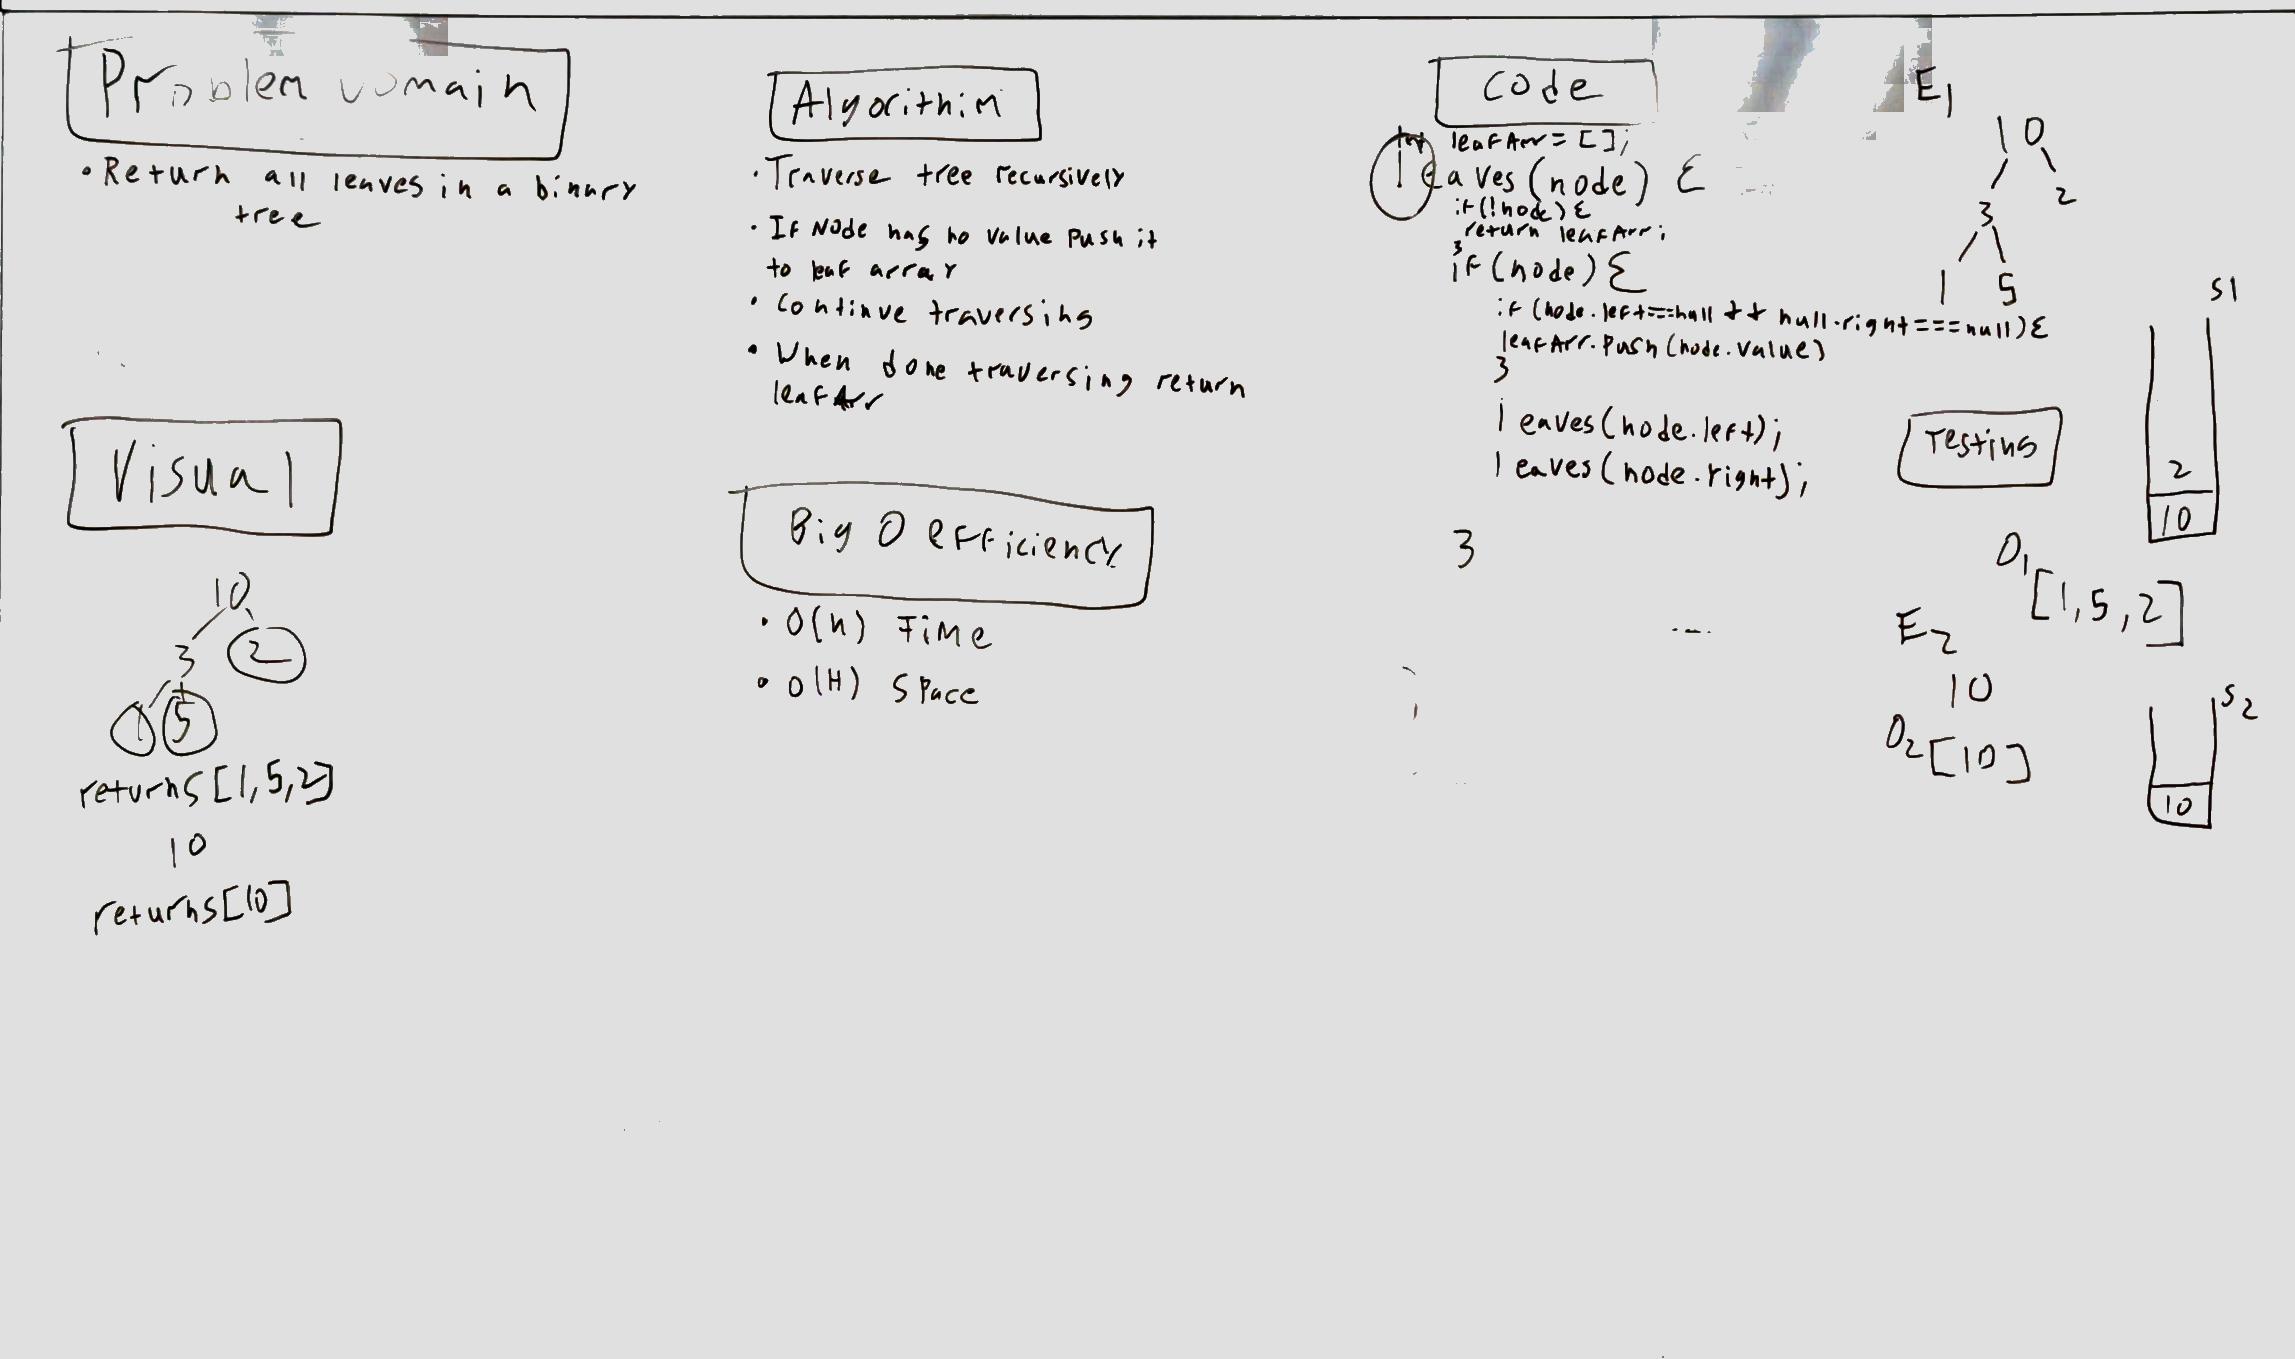 Problem Domain
• Return all leaves in a binary
tree
Visual
10
3 2
1 5
returns [1,5,2]
10
returns [10]
Algorithim
• Traverse tree recursively
• If Node has no value push it
to leaf array
• Continue traversing
• When done traversing return
leafArr
Big O efficiency
• O(n) Time
• O(H) Space
Code
leafArr = [];
leaves(node) {
if(!node) {
return leafArr;
}
if(node) {
if(node.left===null && null.right===null){
leafArr.push(node.value)
}
leaves(node.left);
leaves(node.right);
}
E1
10
3 2
1 5
Testing
S1
2
10
O1
[1,5,2]
E2
10
O2 [10]
S2
10